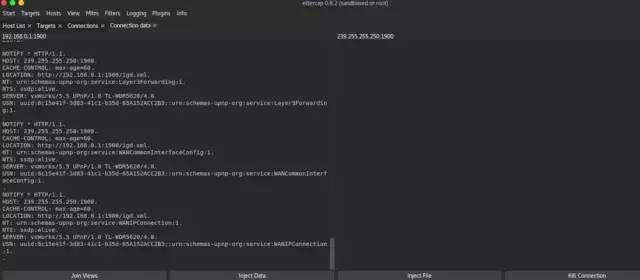 ettercap 0.8.2 (sandboxed or root)
Start Targets Hosts View Mitm Filters Logging Plugins Info
Host List × Targets × Connections × Connection data ×
192.168.0.1:1900 239.255.255.250:1900
.
NOTIFY * HTTP/1.1.
HOST: 239.255.255.250:1900.
CACHE-CONTROL: max-age=60.
LOCATION: http://192.168.0.1:1900/igd.xml.
NT: urn:schemas-upnp-org:service:Layer3Forwarding:1.
NTS: ssdp:alive.
SERVER: vxWorks/5.5 UPnP/1.0 TL-WDR5620/4.0.
USN: uuid:8c15e41f-3d83-41c1-b35d-65A152ACC2B3::urn:schemas-upnp-org:service:Layer3Forwardin
g:1.
.
NOTIFY * HTTP/1.1.
HOST: 239.255.255.250:1900.
CACHE-CONTROL: max-age=60.
LOCATION: http://192.168.0.1:1900/igd.xml.
NT: urn:schemas-upnp-org:service:WANCommonInterfaceConfig:1.
NTS: ssdp:alive.
SERVER: vxWorks/5.5 UPnP/1.0 TL-WDR5620/4.0.
USN: uuid:8c15e41f-3d83-41c1-b35d-65A152ACC2B3::urn:schemas-upnp-org:service:WANCommonInterf
aceConfig:1.
.
NOTIFY * HTTP/1.1.
HOST: 239.255.255.250:1900.
CACHE-CONTROL: max-age=60.
LOCATION: http://192.168.0.1:1900/igd.xml.
NT: urn:schemas-upnp-org:service:WANIPConnection:1.
NTS: ssdp:alive.
SERVER: vxWorks/5.5 UPnP/1.0 TL-WDR5620/4.0.
USN: uuid:8c15e41f-3d83-41c1-b35d-65A152ACC2B3::urn:schemas-upnp-org:service:WANIPConnection
:1.
.
Join Views Inject Data Inject File Kill Connection